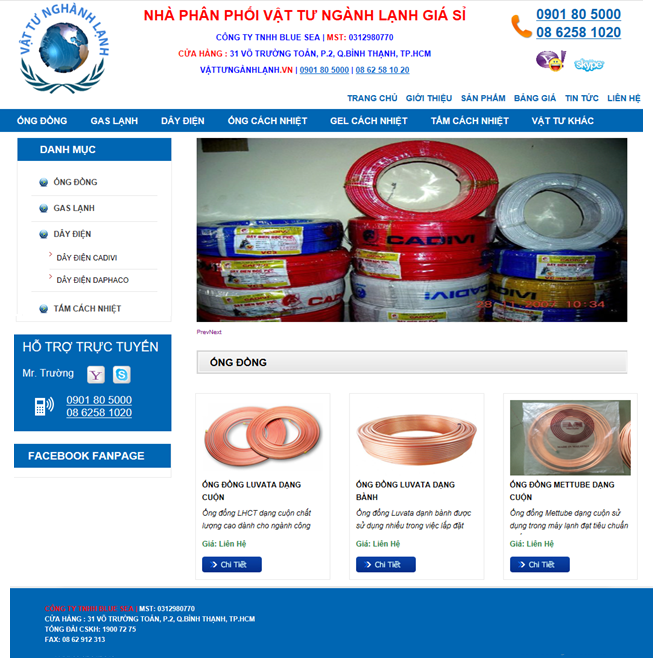 VẬT TƯ NGHÀNH LẠNH
NHÀ PHÂN PHỐI VẬT TƯ NGÀNH LẠNH GIÁ SỈ
CÔNG TY TNHH BLUE SEA | MST: 0312980770
CỬA HÀNG : 31 VÕ TRƯỜNG TOẢN, P.2, Q.BÌNH THẠNH, TP.HCM
VẬTTƯNGÀNHLẠNH.VN | 0901 80 5000 | 08 62 58 10 20
0901 80 5000
08 6258 1020
skype
TRANG CHỦ GIỚI THIỆU SẢN PHẨM BẢNG GIÁ TIN TỨC LIÊN HỆ
ỐNG ĐỒNG GAS LẠNH DÂY ĐIỆN ỐNG CÁCH NHIỆT GEL CÁCH NHIỆT TẤM CÁCH NHIỆT VẬT TƯ KHÁC
DANH MỤC
ỐNG ĐỒNG
GAS LẠNH
DÂY ĐIỆN
DÂY ĐIỆN CADIVI
DÂY ĐIỆN DAPHACO
TẤM CÁCH NHIỆT
CADIVI
CADIVI
10:34
PrevNext
HỖ TRỢ TRỰC TUYẾN
Mr. Trường
0901 80 5000
08 6258 1020
FACEBOOK FANPAGE
ỐNG ĐỒNG
ỐNG ĐỒNG LUVATA DẠNG
CUỘN
Ống đồng LHCT dạng cuộn chất
lượng cao dành cho ngành công
Giá: Liên Hệ
Chi Tiết
ỐNG ĐỒNG LUVATA DẠNG
BÀNH
Ống đồng Luvata dạnh bành được
sử dụng nhiều trong việc lắp đặt
Giá: Liên Hệ
Chi Tiết
ỐNG ĐỒNG METTUBE DẠNG
CUỘN
Ống đồng Mettube dạng cuộn sử
dụng trong máy lạnh đạt tiêu chuẩn
Giá: Liên Hệ
Chi Tiết
CÔNG TY TNHH BLUE SEA | MST: 0312980770
CỬA HÀNG : 31 VÕ TRƯỜNG TOẢN, P.2, Q.BÌNH THẠNH, TP.HCM
TỔNG ĐÀI CSKH: 1900 72 75
FAX: 08 62 912 313